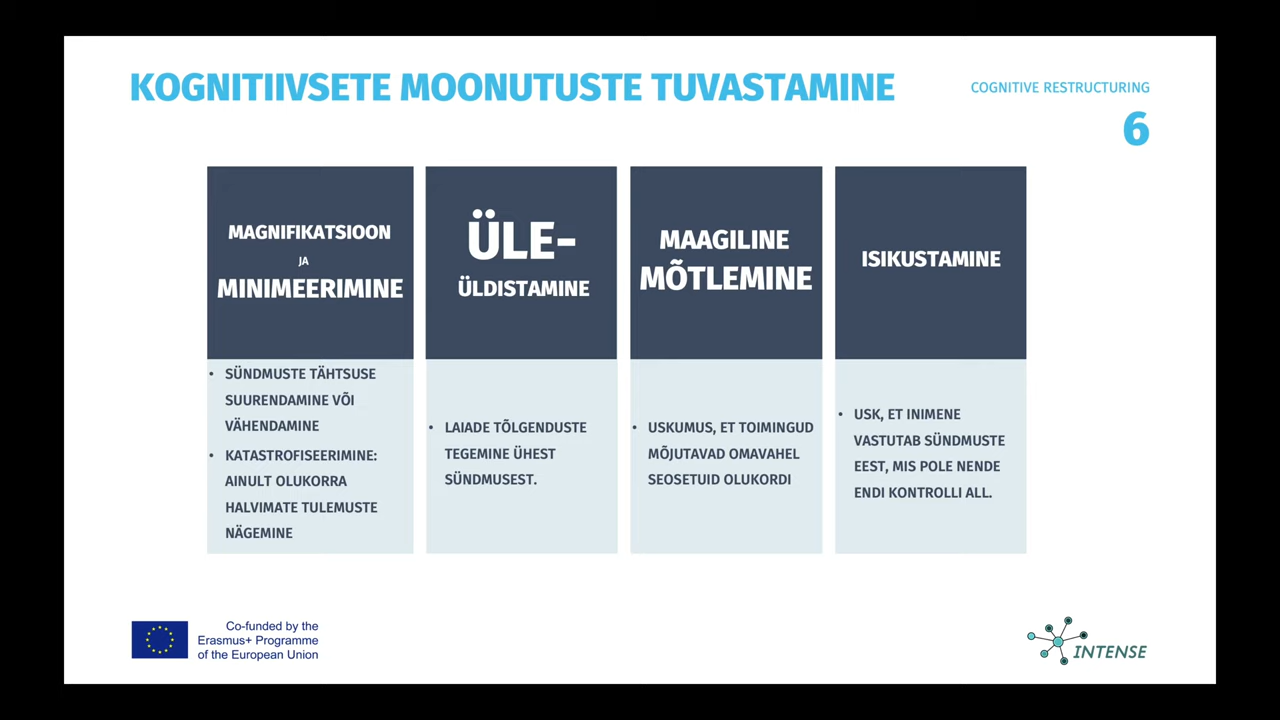 KOGNITIIVSETE MOONUTUSTE TUVASTAMINE
COGNITIVE RESTRUCTURING
6
MAGNIFIKATSIOON
JA
MINIMEERIMINE
• SÜNDMUSTE TÄHTSUSE
SUURENDAMINE VÕI
VÄHENDAMINE
• KATASTROFISEERIMINE:
AINULT OLUKORRA
HALVIMATE TULEMUSTE
NÄGEMINE
ÜLE-
ÜLDISTAMINE
• LAIADE TÕLGENDUSTE
TEGEMINE ÜHEST
SÜNDMUSEST.
MAAGILINE
MÕTLEMINE
• USKUMUS, ET TOIMINGUD
MÕJUTAVAD OMAVAHEL
SEOSETUID OLUKORDI
ISIKUSTAMINE
• USK, ET INIMENE
VASTUTAB SÜNDMUSTE
EEST, MIS POLE NENDE
ENDI KONTROLLI ALL.
Co-funded by the
Erasmus+ Programme
of the European Union
INTENSE